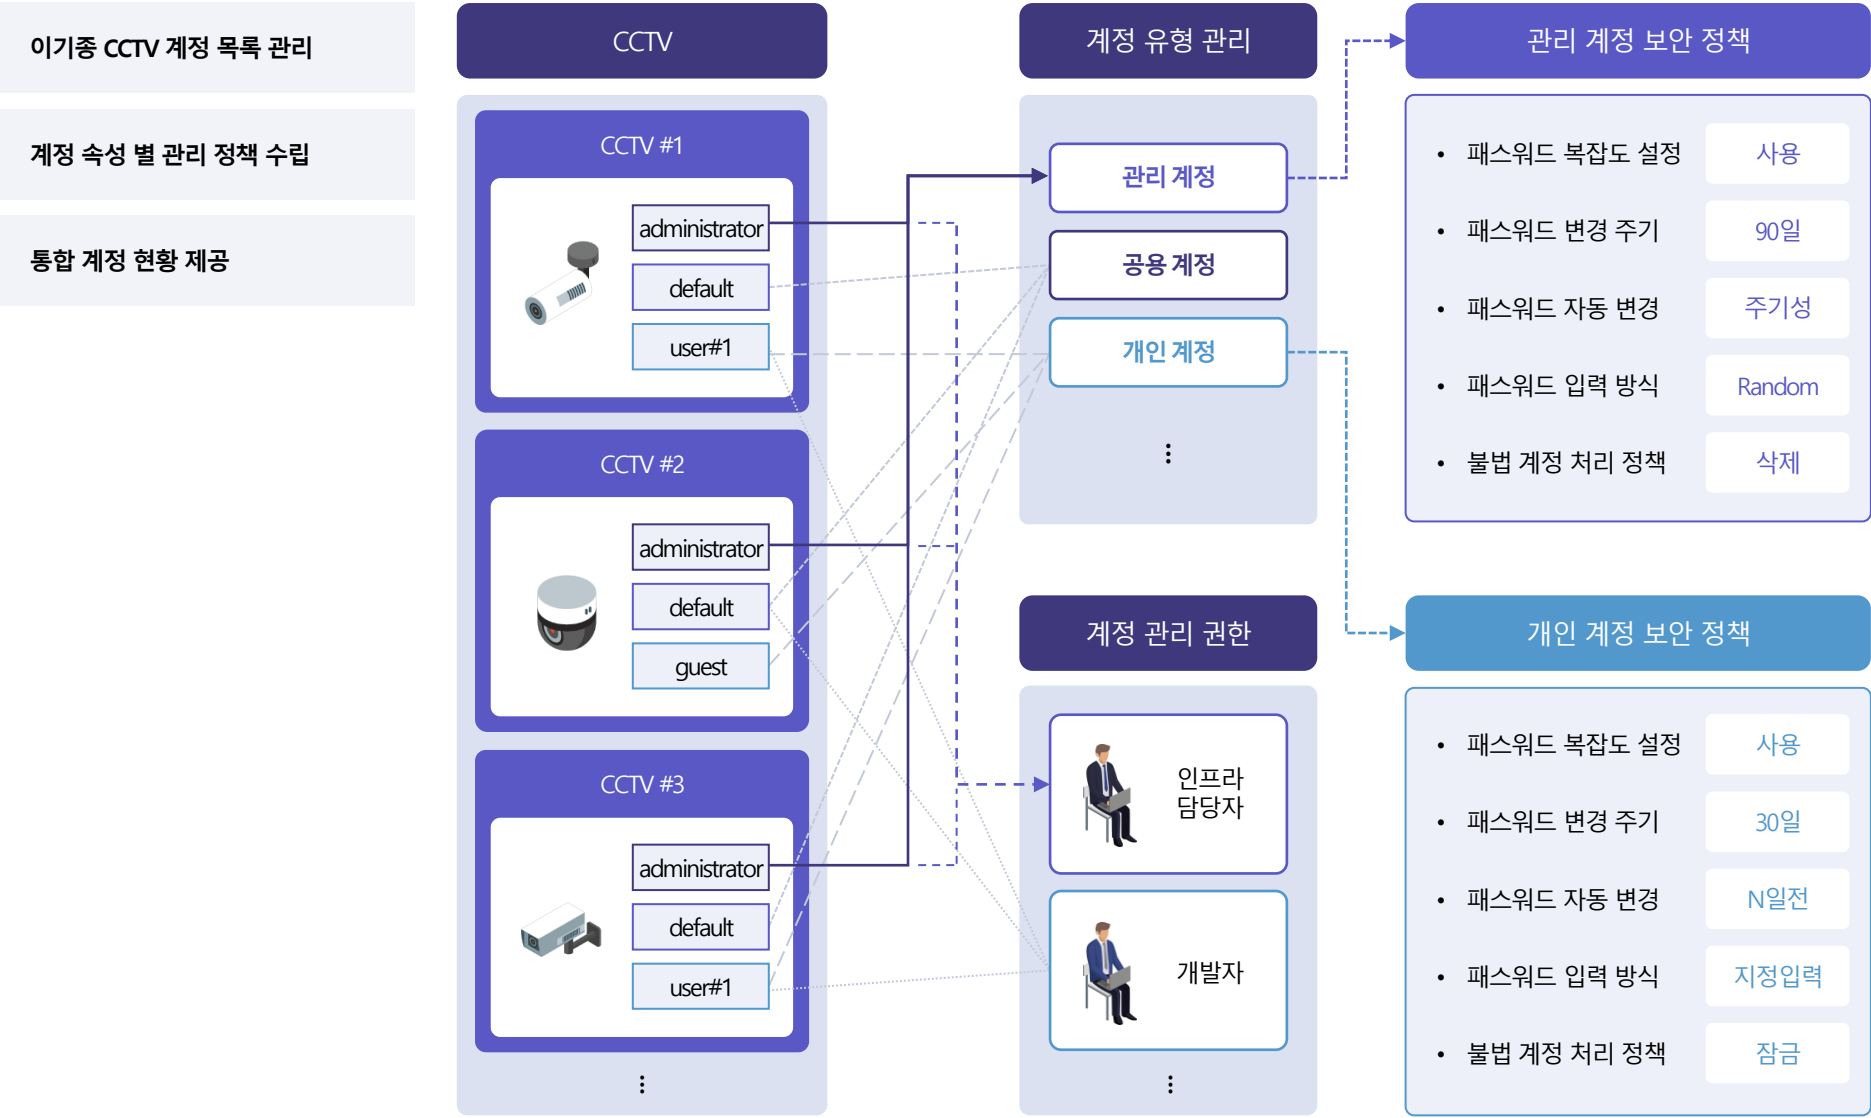 이기종 CCTV 계정 목록 관리
계정 속성 별 관리 정책 수립
통합 계정 현황 제공
CCTV
CCTV #1
administrator
default
user#1
CCTV #2
administrator
default
guest
CCTV #3
administrator
default
user#1
계정 유형 관리
관리 계정
공용 계정
개인 계정
계정 관리 권한
인프라
담당자
개발자
관리 계정 보안 정책
• 패스워드 복잡도 설정 사용
• 패스워드 변경 주기 90일
• 패스워드 자동 변경 주기성
• 패스워드 입력 방식 Random
• 불법 계정 처리 정책 삭제
개인 계정 보안 정책
• 패스워드 복잡도 설정 사용
• 패스워드 변경 주기 30일
• 패스워드 자동 변경 N일전
• 패스워드 입력 방식 지정입력
• 불법 계정 처리 정책 잠금